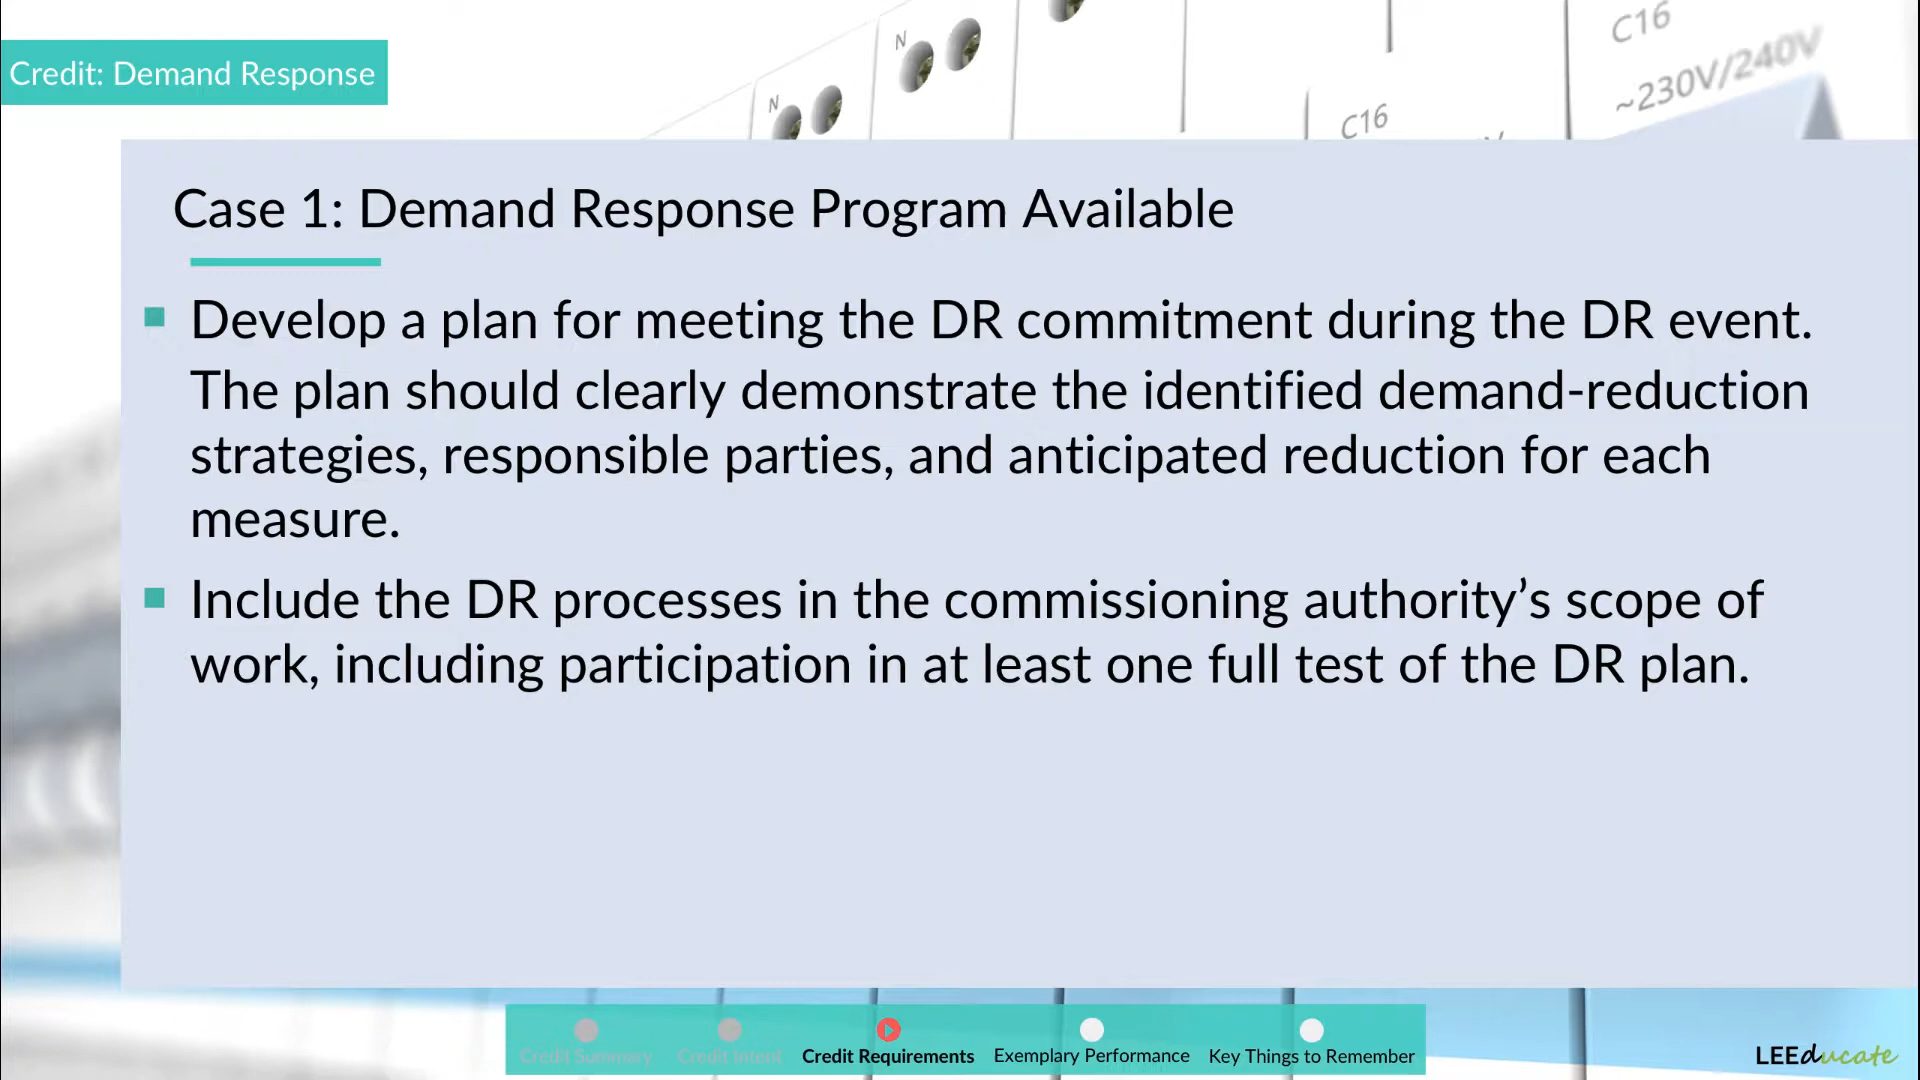 N
N
C16
C16
~230V/240V
Credit: Demand Response
Case 1: Demand Response Program Available
Develop a plan for meeting the DR commitment during the DR event.
The plan should clearly demonstrate the identified demand-reduction
strategies, responsible parties, and anticipated reduction for each
measure.
Include the DR processes in the commissioning authority’s scope of
work, including participation in at least one full test of the DR plan.
Credit Summary
Credit Intent
Credit Requirements
Exemplary Performance
Key Things to Remember
LEEducate